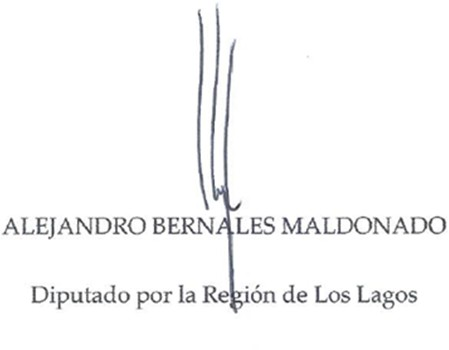 ALEJANDRO BERNALES MALDONADO
Diputado por la Región de Los Lagos